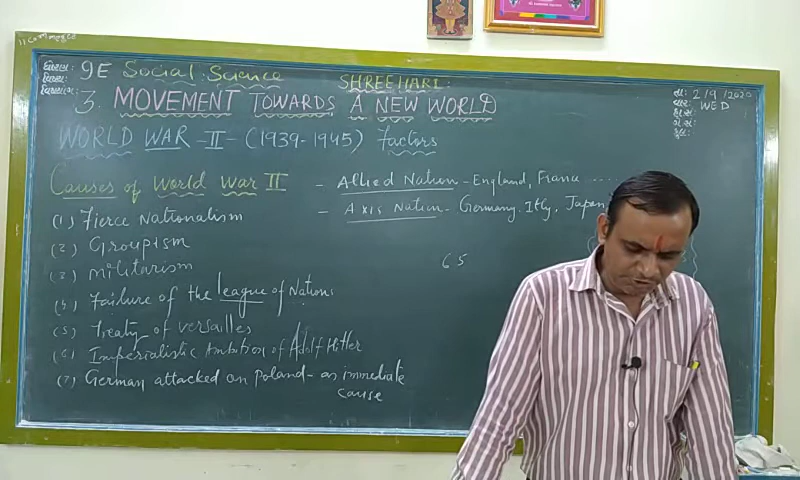 ધોરણ: 9E Social Science
SHREEHARI:
વિષય:
3. MOVEMENT TOWARDS A NEW WORLD
WORLD WAR-II-(1939-1945) Factors
તા: 2/9/2020
વાર: WED
Causes of World War II
- Allied Nation - England, France .....
- Axis Nation - Germany. Itly, Japan
(1) Fierce Nationalism
(2) Groupism
(3) militarism
(4) Failure of the league of Nations
(5) Treaty of versailles
(6) Imperialistic Ambition of Adolf Hitler
(7) German attacked on Poland - an immediate
cause
65